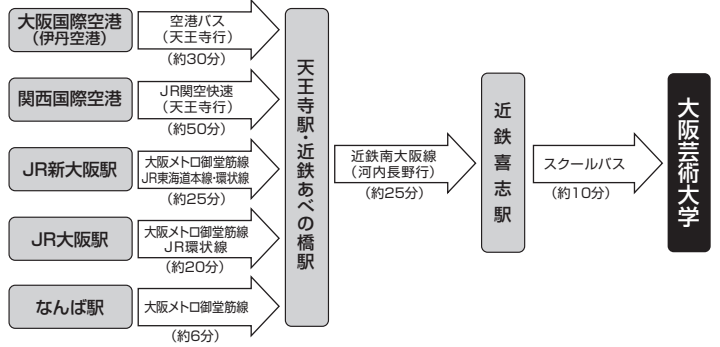 大阪国際空港
(伊丹空港)
空港バス
(天王寺行)
(約30分)
関西国際空港
JR関空快速
(天王寺行)
(約50分)
JR新大阪駅
大阪メトロ御堂筋線
JR東海道本線・環状線
(約25分)
JR大阪駅
大阪メトロ御堂筋線
JR環状線
(約20分)
なんば駅
大阪メトロ御堂筋線
(約6分)
天王寺駅・近鉄あべの橋駅
近鉄南大阪線
(河内長野行)
(約25分)
近鉄喜志駅
スクールバス
(約10分)
大阪芸術大学